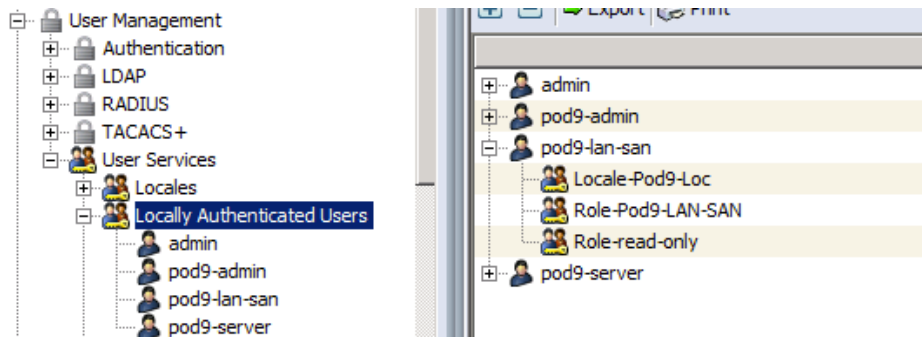 User Management
Authentication
LDAP
RADIUS
TACACS+
User Services
Locales
Locally Authenticated Users
admin
pod9-admin
pod9-lan-san
pod9-server
Export Print
admin
pod9-admin
pod9-lan-san
Locale-Pod9-Loc
Role-Pod9-LAN-SAN
Role-read-only
pod9-server